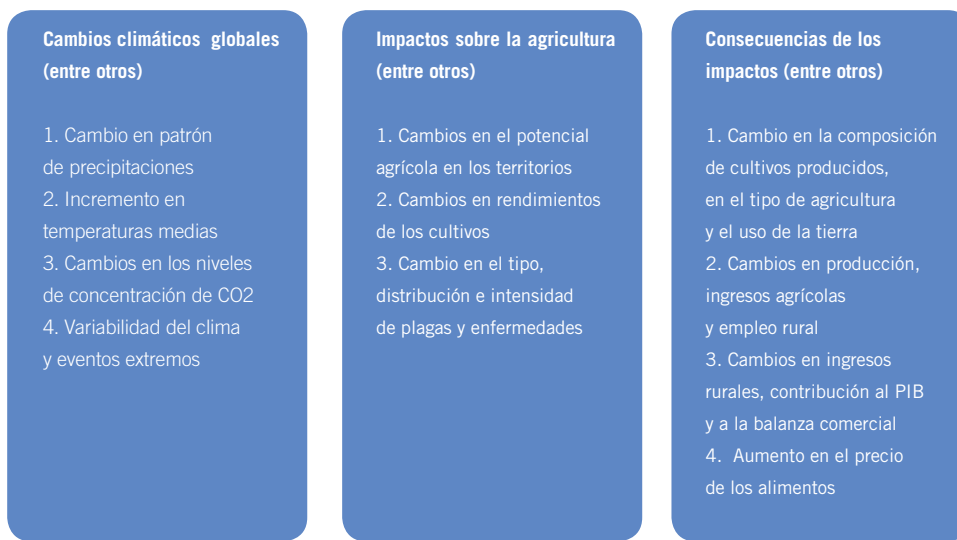 Cambios climáticos globales
(entre otros)
1. Cambio en patrón
de precipitaciones
2. Incremento en
temperaturas medias
3. Cambios en los niveles
de concentración de CO2
4. Variabilidad del clima
y eventos extremos
Impactos sobre la agricultura
(entre otros)
1. Cambios en el potencial
agrícola en los territorios
2. Cambios en rendimientos
de los cultivos
3. Cambio en el tipo,
distribución e intensidad
de plagas y enfermedades
Consecuencias de los
impactos (entre otros)
1. Cambio en la composición
de cultivos producidos,
en el tipo de agricultura
y el uso de la tierra
2. Cambios en producción,
ingresos agrícolas
y empleo rural
3. Cambios en ingresos
rurales, contribución al PIB
y a la balanza comercial
4. Aumento en el precio
de los alimentos